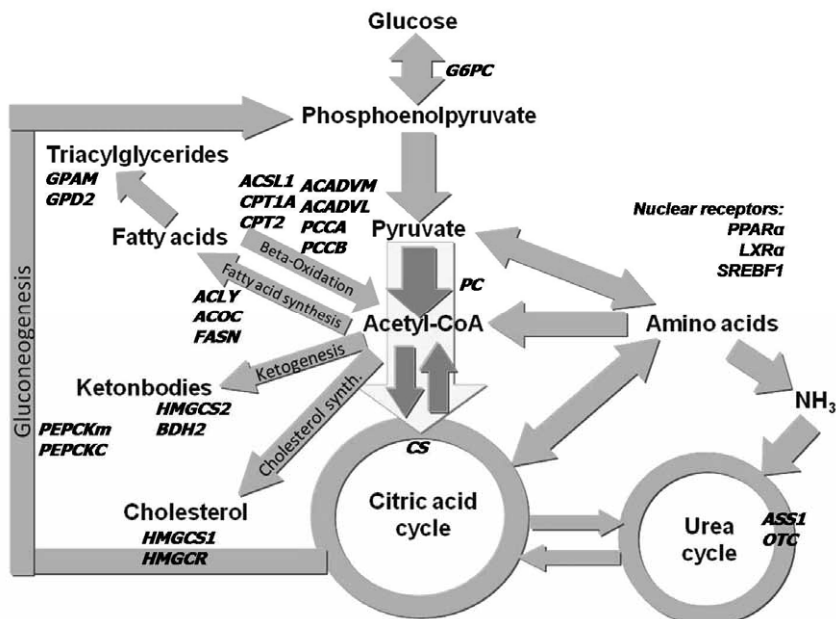 Glucose
G6PC
Phosphoenolpyruvate
Triacylglycerides
GPAM
GPD2
ACSL1
CPT1A
CPT2
ACADVM
ACADVL
PCCA
PCCB
Fatty acids
Beta-Oxidation
Fatty acid synthesis
ACLY
ACOC
FASN
Pyruvate
PC
Nuclear receptors:
PPARα
LXRα
SREBF1
Acetyl-CoA
Amino acids
NH3
Gluconeogenesis
Ketogenesis
Ketonbodies
HMGCS2
BDH2
PEPCKm
PEPCKC
Cholesterol synth.
Cholesterol
HMGCS1
HMGCR
CS
Citric acid
cycle
Urea
cycle
ASS1
OTC